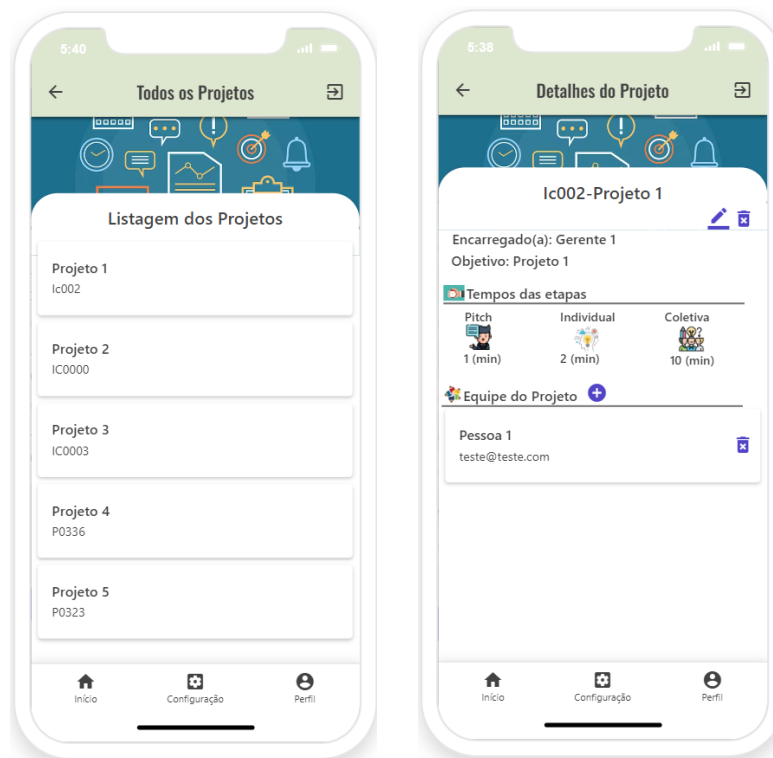 5:40
Todos os Projetos
Listagem dos Projetos
Projeto 1
Ic002
Projeto 2
IC0000
Projeto 3
IC0003
Projeto 4
P0336
Projeto 5
P0323
Início
Configuração
Perfil
5:38
Detalhes do Projeto
Ic002-Projeto 1
Encarregado(a): Gerente 1
Objetivo: Projeto 1
Tempos das etapas
Pitch Individual Coletiva
1 (min) 2 (min) 10 (min)
Equipe do Projeto
Pessoa 1
teste@teste.com
Início
Configuração
Perfil